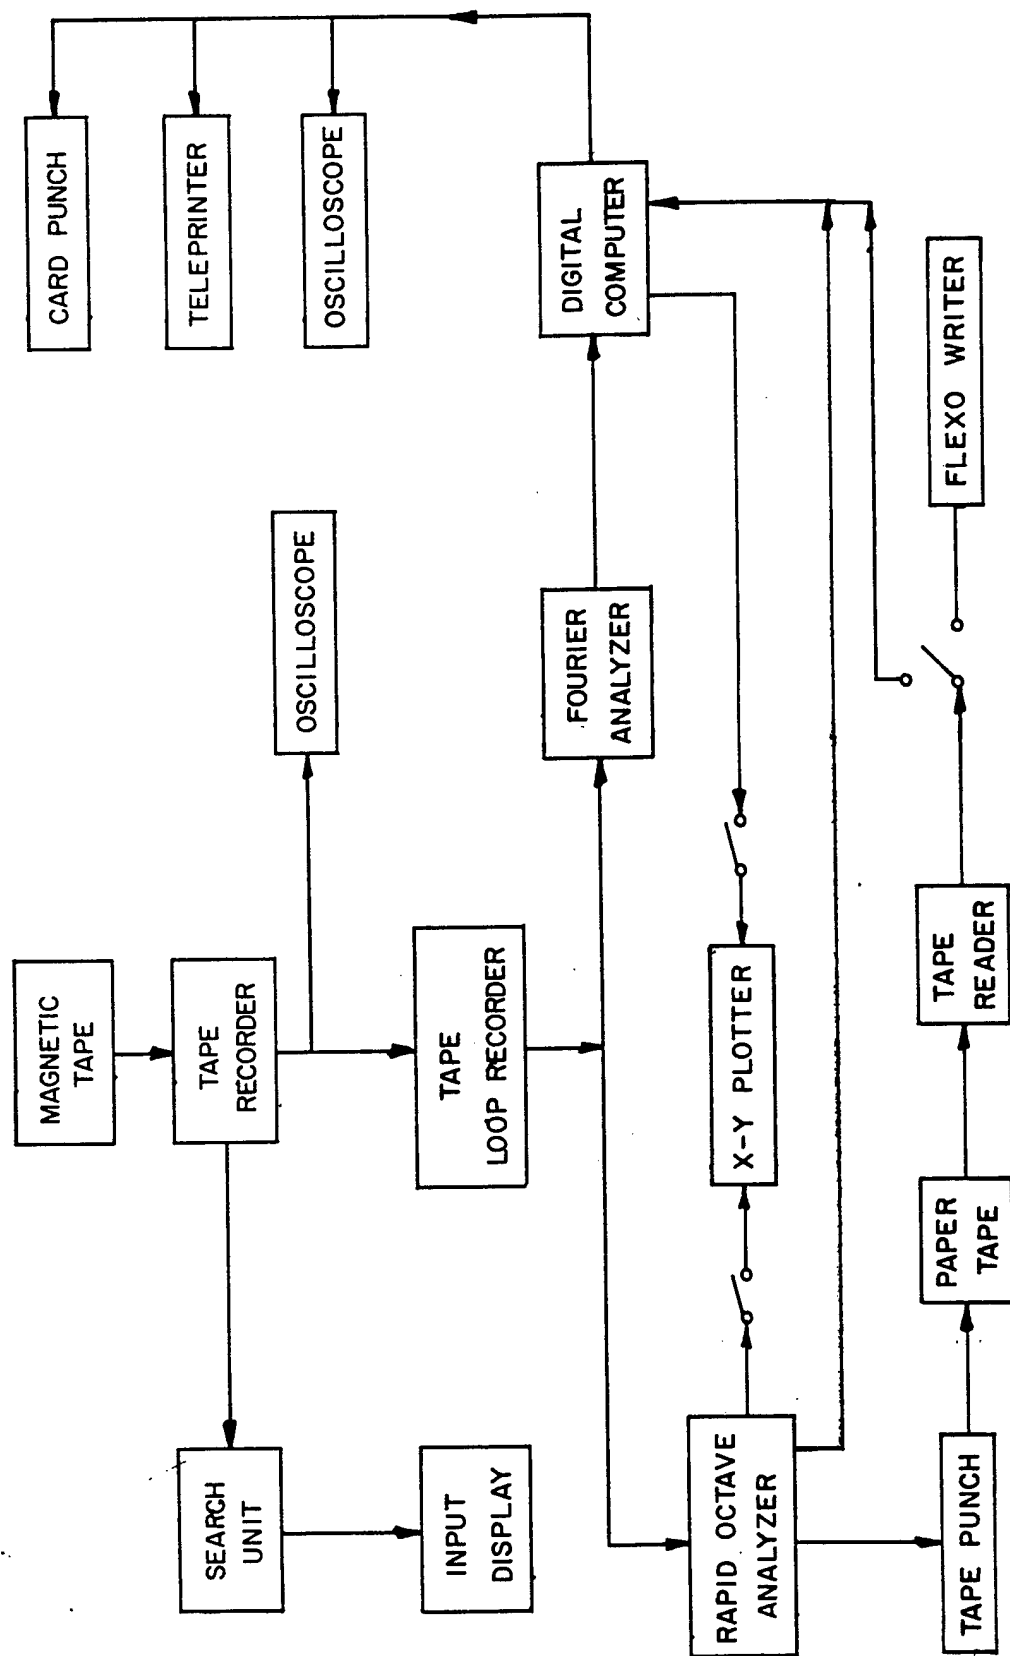 MAGNETIC
TAPE
SEARCH
UNIT
TAPE
RECORDER
INPUT
DISPLAY
TAPE
LOOP RECORDER
OSCILLOSCOPE
CARD PUNCH
TELEPRINTER
OSCILLOSCOPE
RAPID OCTAVE
ANALYZER
X-Y PLOTTER
FOURIER
ANALYZER
DIGITAL
COMPUTER
TAPE PUNCH
PAPER
TAPE
TAPE
READER
FLEXO WRITER